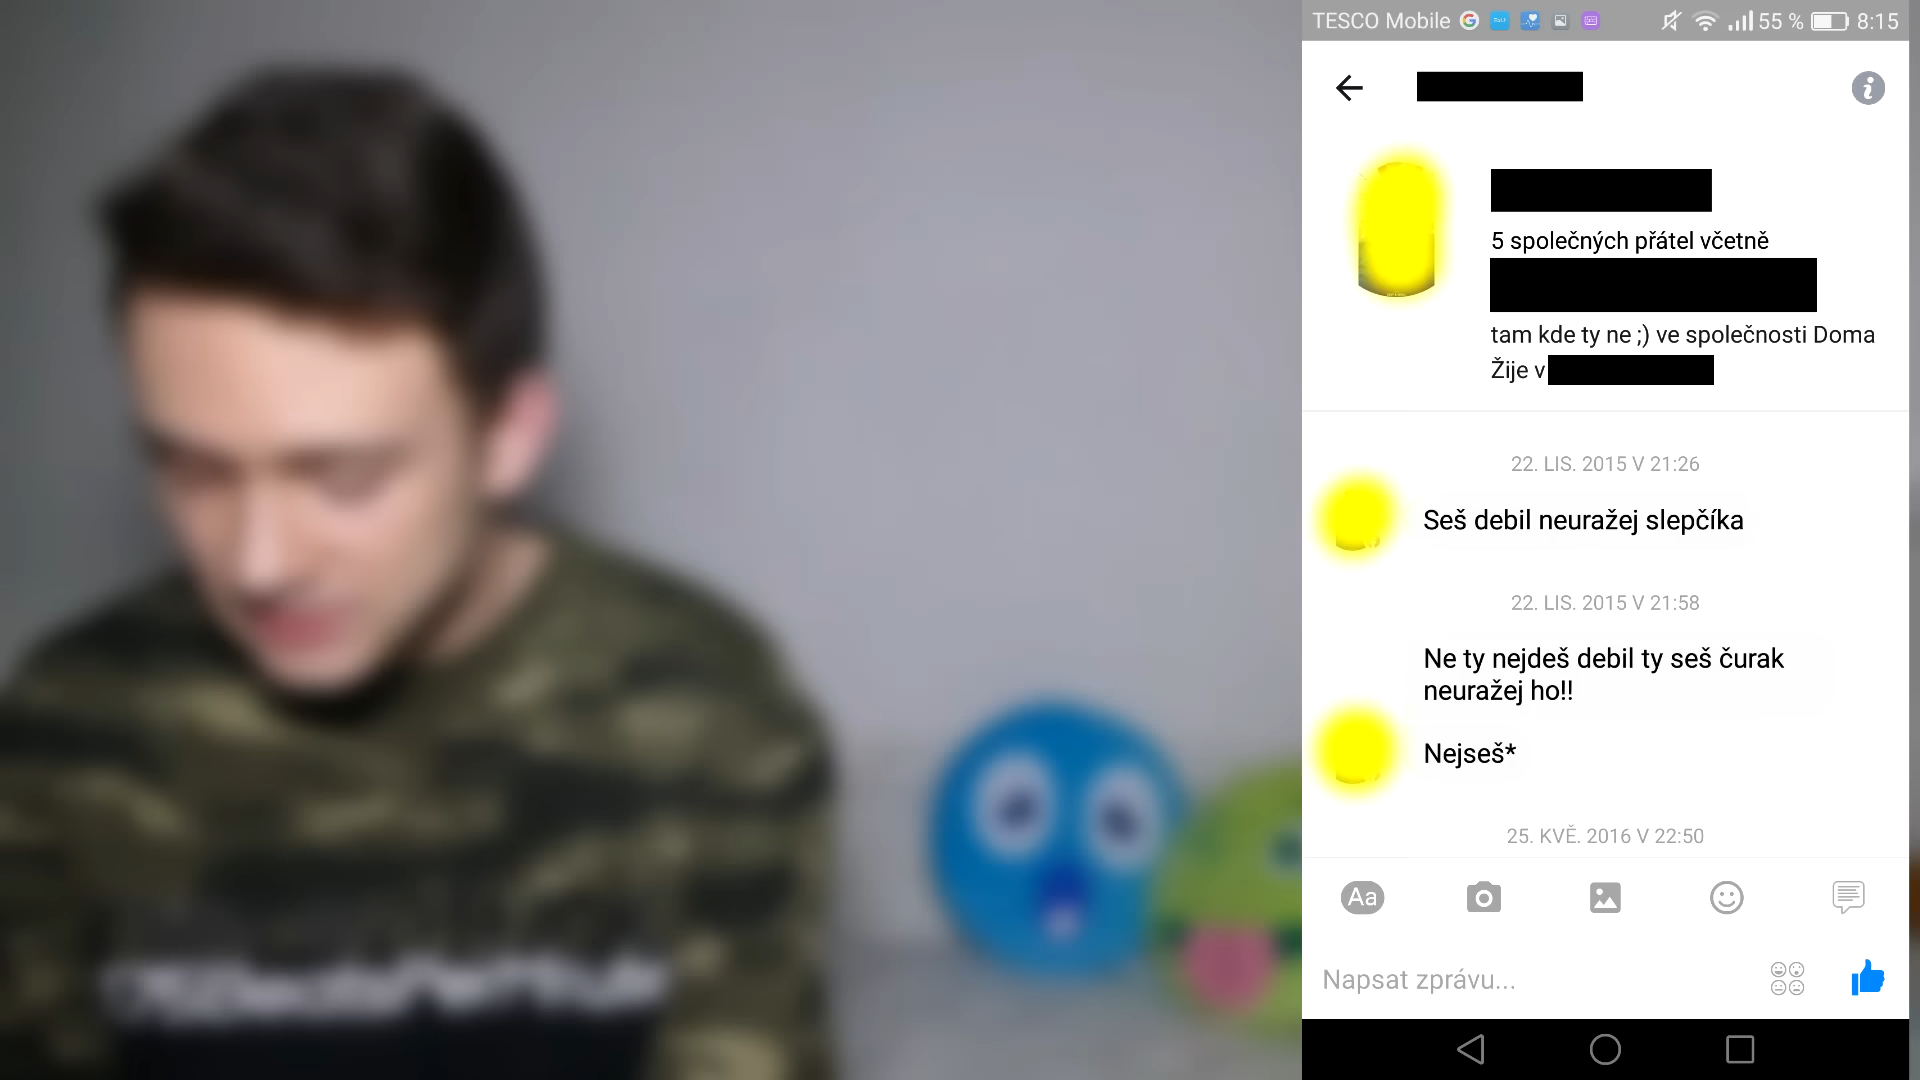 TESCO Mobile 55 % 8:15
5 společných přátel včetně
tam kde ty ne ;) ve společnosti Doma
Žije v
22. LIS. 2015 V 21:26
Seš debil neuražej slepčíka
22. LIS. 2015 V 21:58
Ne ty nejdeš debil ty seš čurak
neuražej ho!!
Nejseš*
25. KVĚ. 2016 V 22:50
Aa
Napsat zprávu...